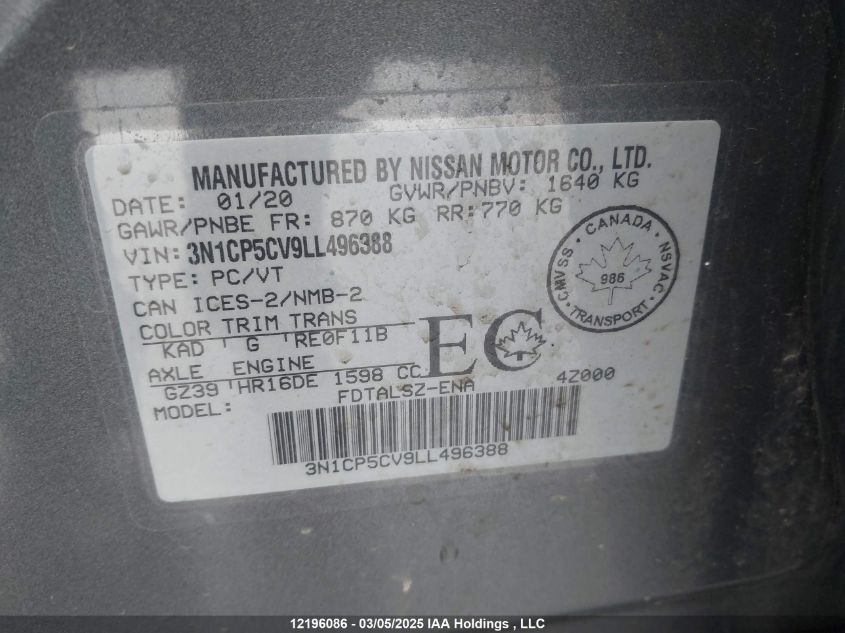 MANUFACTURED BY NISSAN MOTOR CO., LTD.
DATE: 01/20 GVWR/PNBV: 1640 KG
GAWR/PNBE FR: 870 KG RR: 770 KG
VIN: 3N1CP5CV9LL496388
TYPE: PC/VT
CAN ICES-2/NMB-2
COLOR TRIM TRANS
KAD G RE0F11B
AXLE ENGINE
GZ39 HR16DE 1598 CC
MODEL: FDTALSZ-ENA 4Z000
EC
CANADA
CMVSS NSVAC
986
TRANSPORT
3N1CP5CV9LL496388
12196086 - 03/05/2025 IAA Holdings , LLC